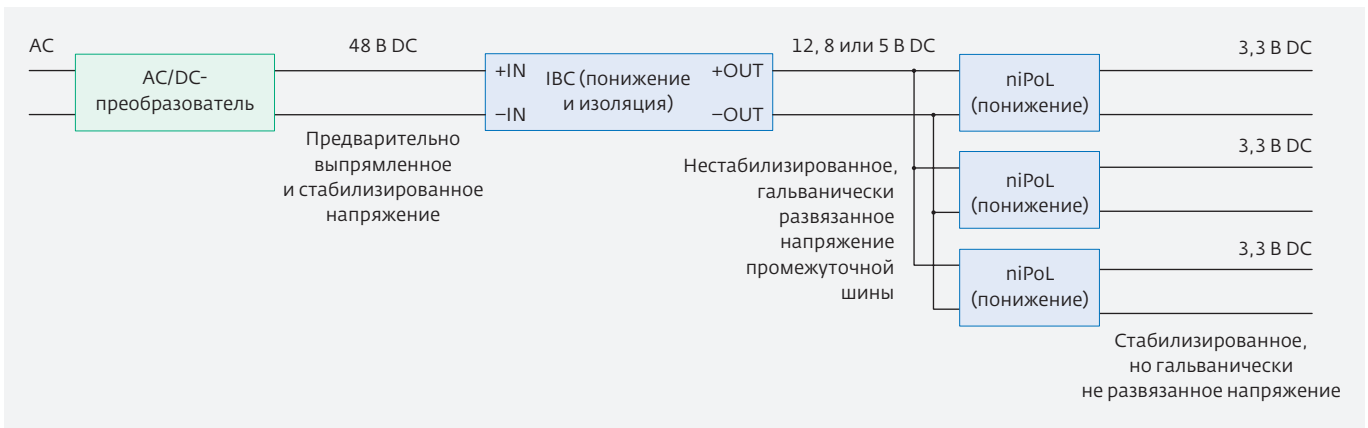 AC
48 В DC
12, 8 или 5 В DC
3,3 В DC
AC/DC-
преобразователь
+IN
IBC (понижение
и изоляция)
+OUT
−IN
−OUT
niPoL
(понижение)
Предварительно
выпрямленное
и стабилизированное
напряжение
Нестабилизированное,
гальванически
развязанное
напряжение
промежуточной
шины
3,3 В DC
niPoL
(понижение)
3,3 В DC
niPoL
(понижение)
Стабилизированное,
но гальванически
не развязанное напряжение